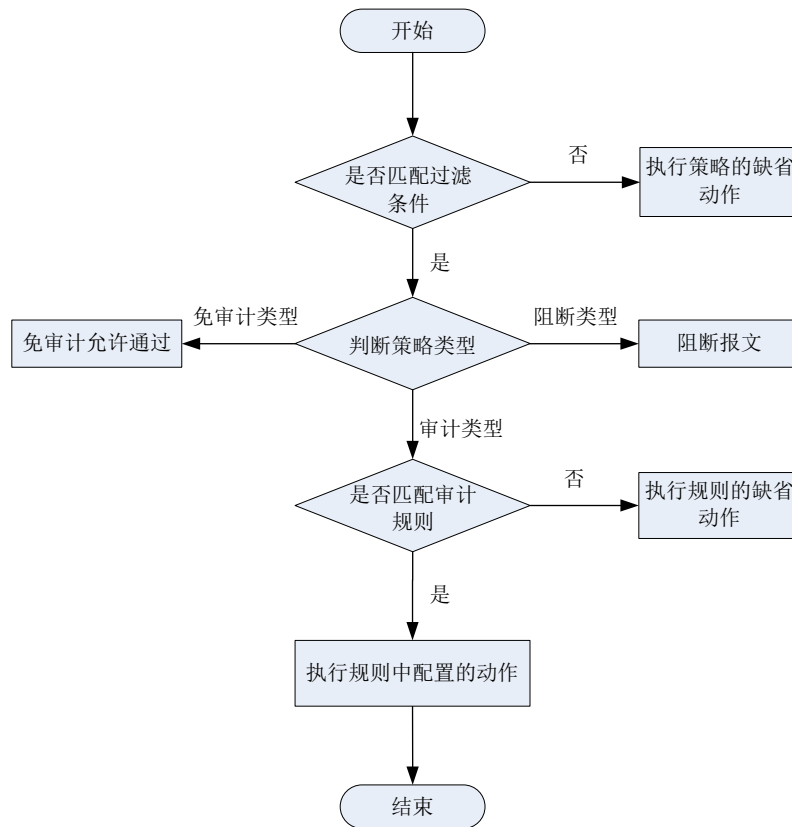 开始
是否匹配过滤
条件
否
执行策略的缺省
动作
是
免审计类型
阻断类型
免审计允许通过
判断策略类型
阻断报文
审计类型
是否匹配审计
规则
否
执行规则的缺省
动作
是
执行规则中配置的动作
结束